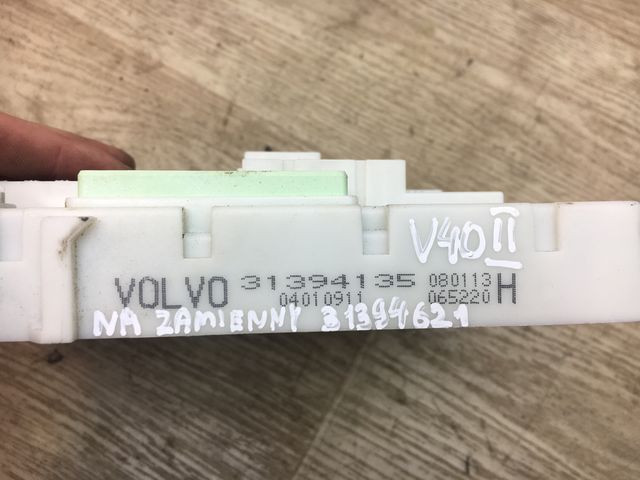 V40 II
VOLVO 31394135 080113 H
04010911 065220
NA ZAMIENNY 31394621